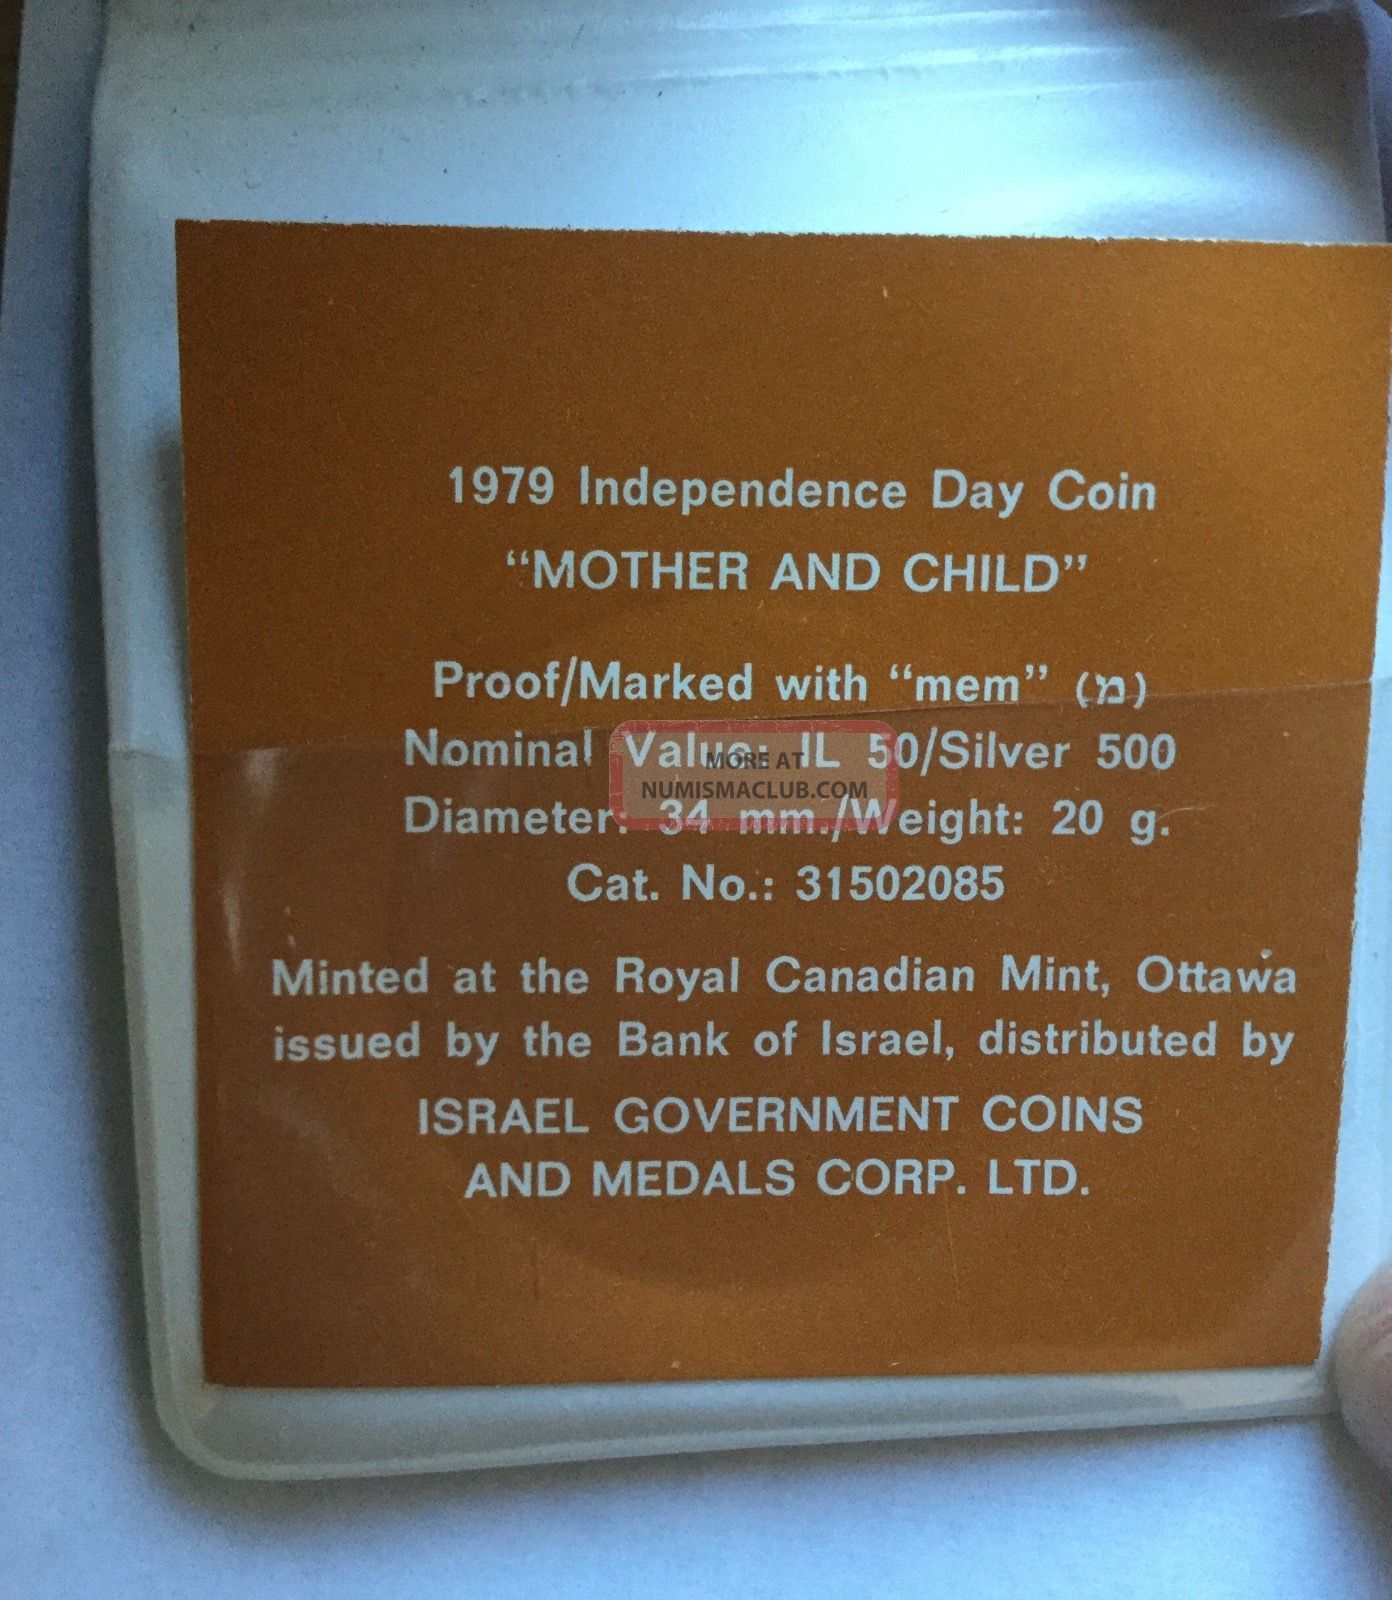 1979 Independence Day Coin
“MOTHER AND CHILD”
Proof/Marked with “mem” (מ)
Nominal Value: IL 50/Silver 500
MORE AT
NUMISMACLUB.COM
Diameter: 34 mm./Weight: 20 g.
Cat. No.: 31502085
Minted at the Royal Canadian Mint, Ottawa
issued by the Bank of Israel, distributed by
ISRAEL GOVERNMENT COINS
AND MEDALS CORP. LTD.